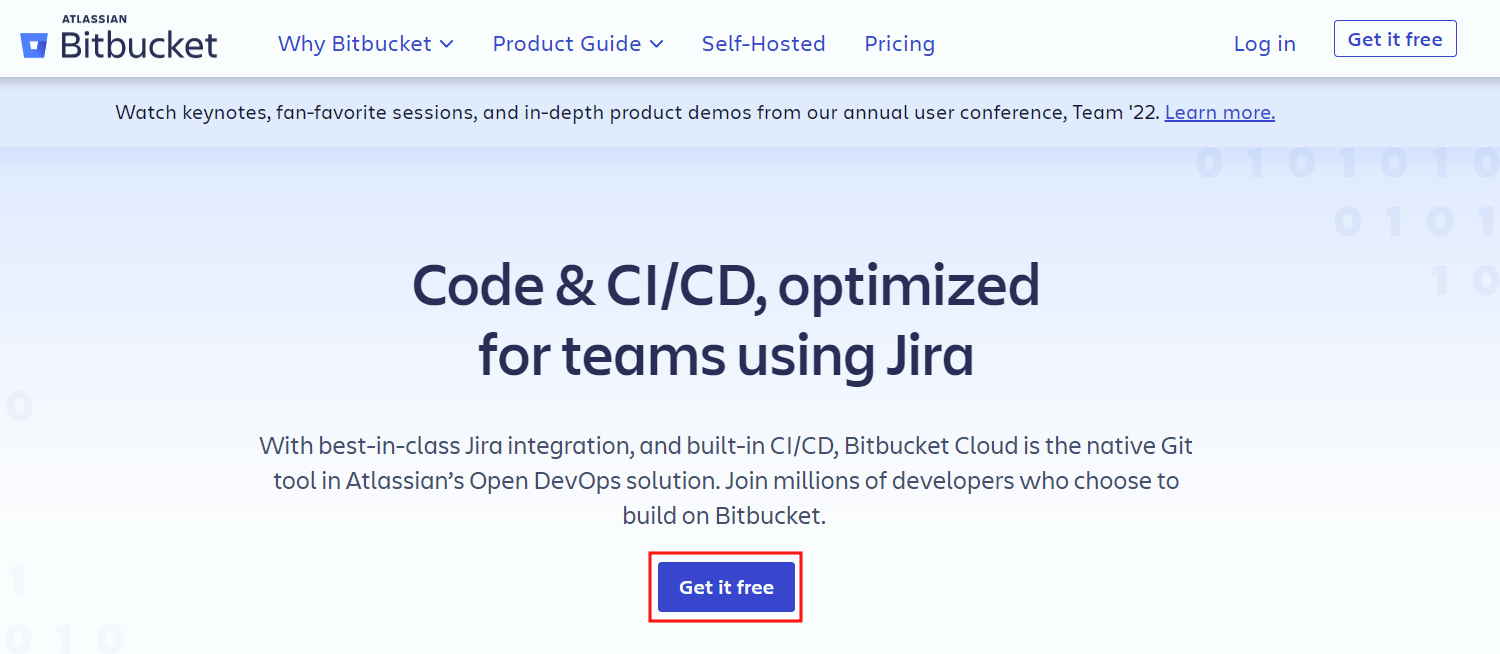 ATLASSIAN
Bitbucket
Why Bitbucket
Product Guide
Self-Hosted
Pricing
Log in
Get it free
Watch keynotes, fan-favorite sessions, and in-depth product demos from our annual user conference, Team '22. Learn more.
0 1 0 1 0 1 0
0 1 0 1
1 0
Code & CI/CD, optimized
for teams using Jira
0
With best-in-class Jira integration, and built-in CI/CD, Bitbucket Cloud is the native Git
tool in Atlassian’s Open DevOps solution. Join millions of developers who choose to
build on Bitbucket.
1
Get it free
0 1 0